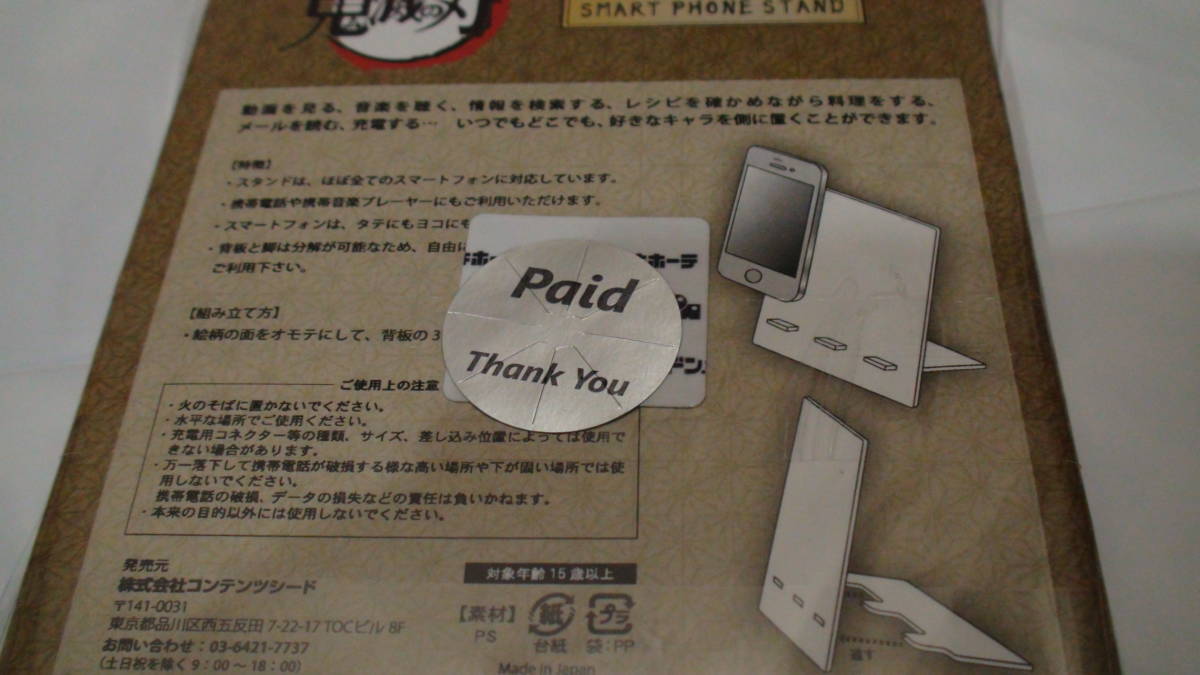 鬼滅の刃
SMART PHONE STAND
動画を見る、音楽を聴く、情報を検索する、レシピを確かめながら料理をする、
メールを読む、充電する… いつでもどこでも、好きなキャラを側に置くことができます。
【特徴】
・スタンドは、ほぼ全てのスマートフォンに対応しています。
・携帯電話や携帯音楽プレーヤーにもご利用いただけます。
・スマートフォンは、タテにもヨコにも
・背板と脚は分解が可能なため、自由に
ご利用下さい。
ホーテ
ドン
Paid
Thank You
【組み立て方】
・絵柄の面をオモテにして、背板の3
ご使用上の注意
・火のそばに置かないでください。
・水平な場所でご使用ください。
・充電用コネクター等の種類、サイズ、差し込み位置によっては使用で
きない場合があります。
・万一落下して携帯電話が破損する様な高い場所や下が固い場所では使
用しないでください。
携帯電話の破損、データの損失などの責任は負いかねます。
・本来の目的以外には使用しないでください。
発売元
株式会社コンテンツシード
〒141-0031
東京都品川区西五反田 7-22-17 TOCビル 8F
お問い合わせ：03-6421-7737
（土日祝を除く 9：00～18：00）
対象年齢 15 歳以上
【素材】
PS
紙
台紙
プラ
袋：PP
Made in Japan
通す